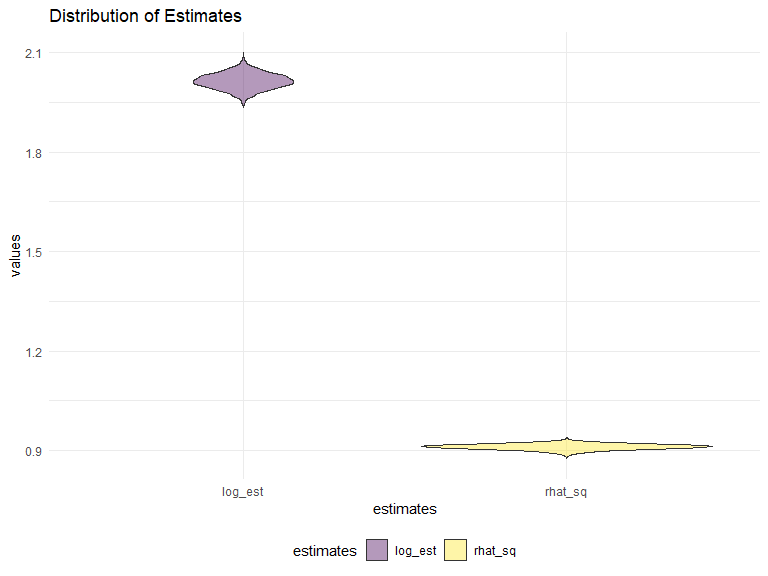 Distribution of Estimates
values
2.1
1.8
1.5
1.2
0.9
log_est rhat_sq
estimates
estimates log_est rhat_sq